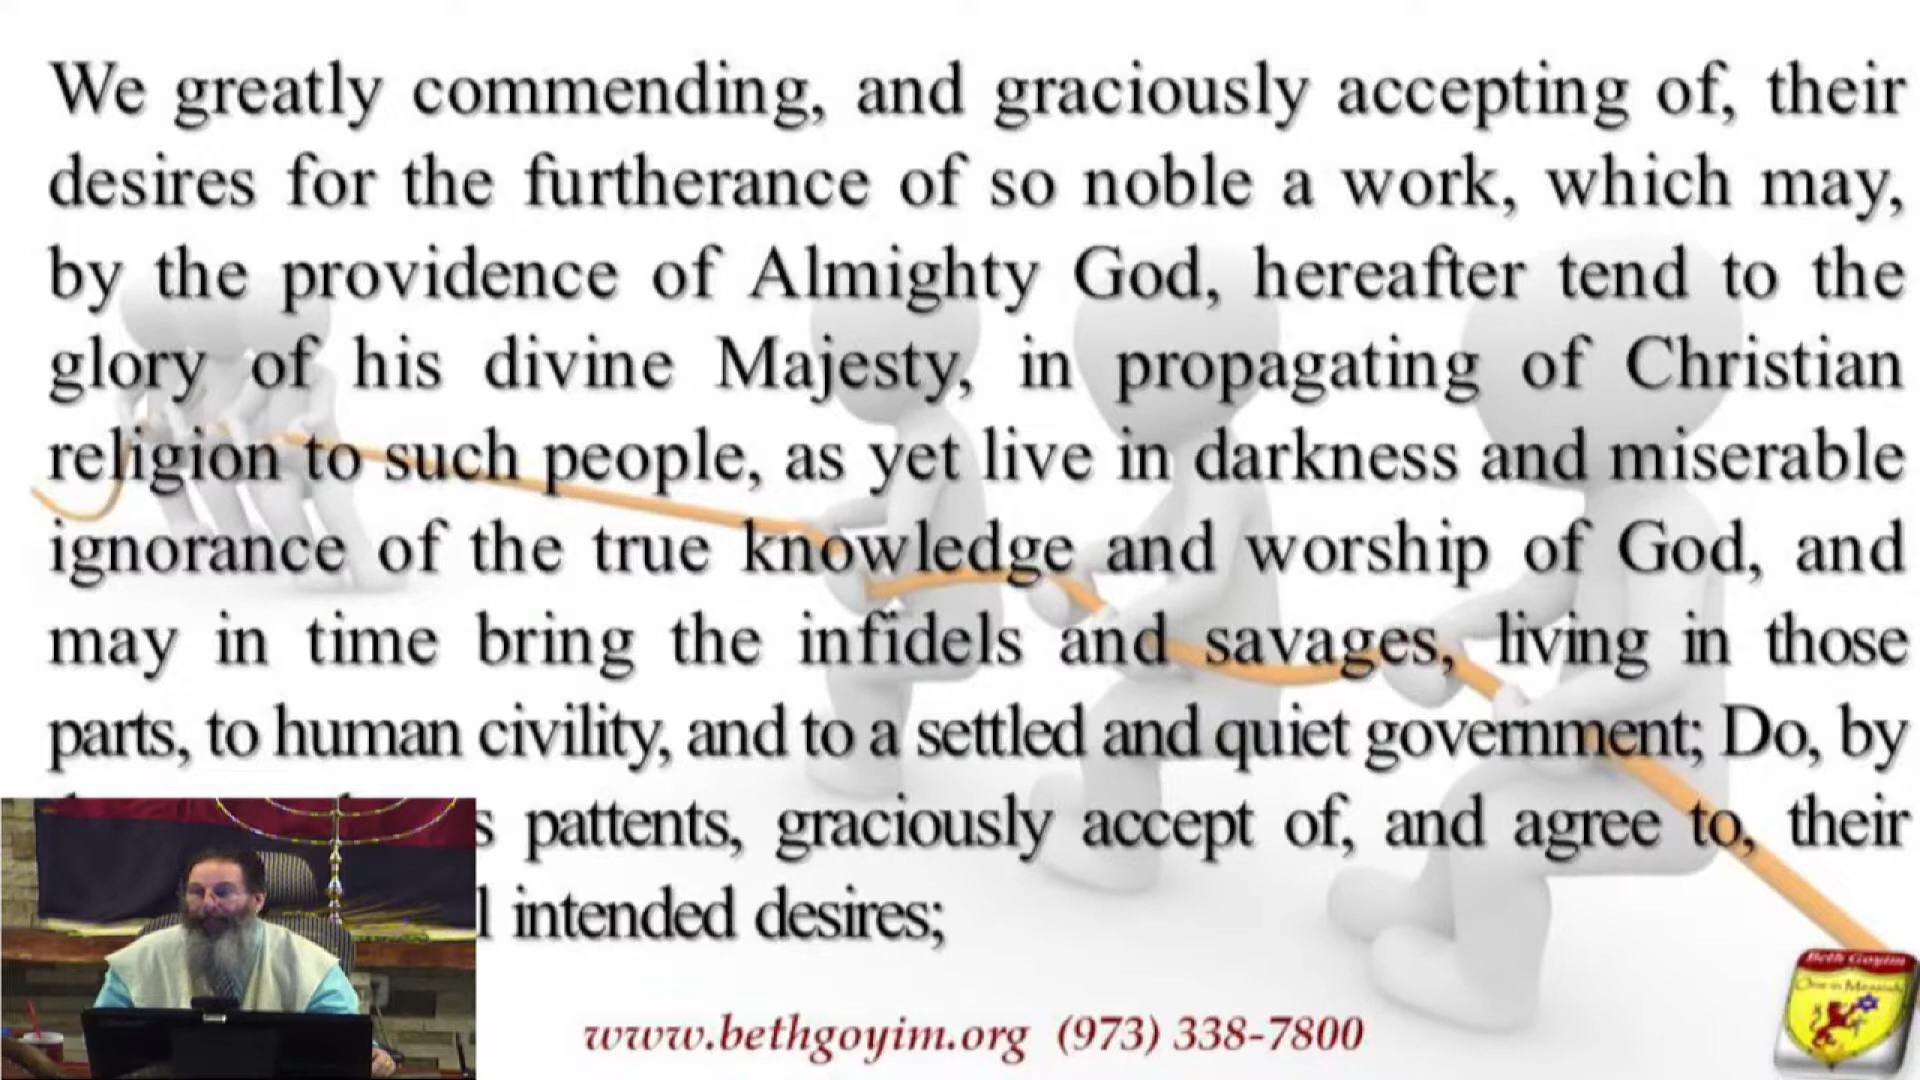 We greatly commending, and graciously accepting of, their
desires for the furtherance of so noble a work, which may,
by the providence of Almighty God, hereafter tend to the
glory of his divine Majesty, in propagating of Christian
religion to such people, as yet live in darkness and miserable
ignorance of the true knowledge and worship of God, and
may in time bring the infidels and savages, living in those
parts, to human civility, and to a settled and quiet government; Do, by
pattents, graciously accept of, and agree to, their
intended desires;
www.bethgoyim.org (973) 338-7800
Beth Goyim
One in Messiah